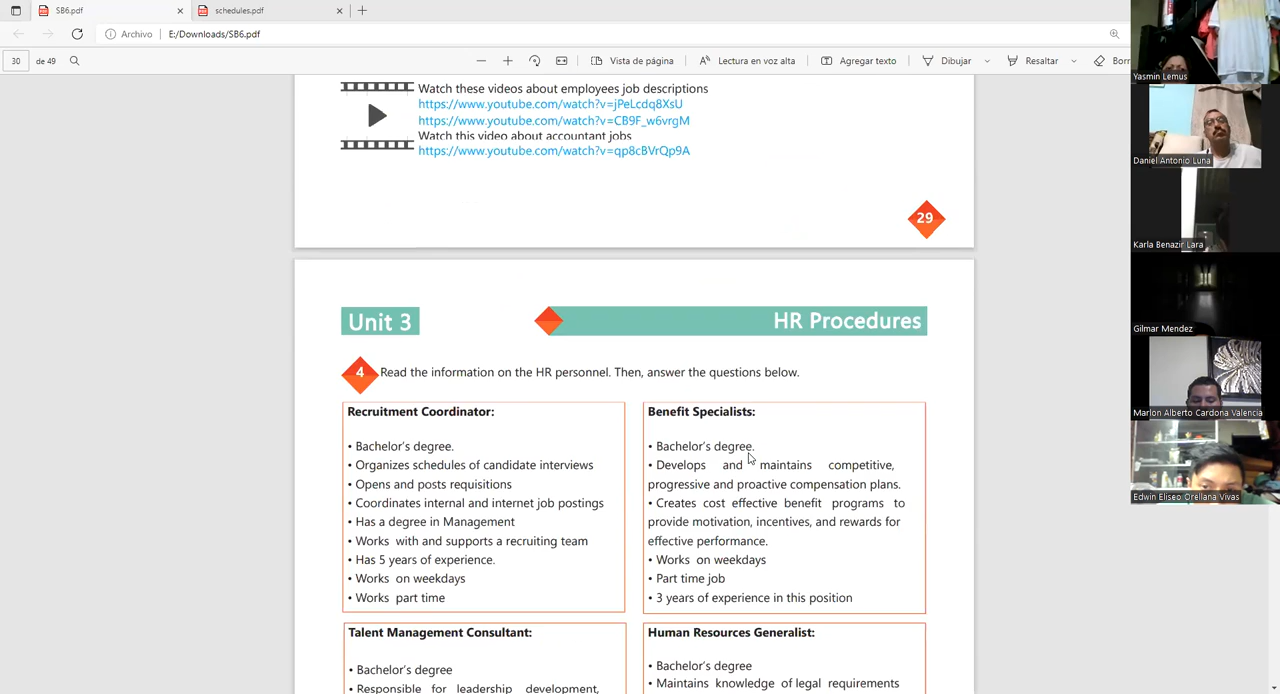 SB6.pdf
schedules.pdf
Archivo E:/Downloads/SB6.pdf
30 de 49
Vista de página
Lectura en voz alta
Agregar texto
Dibujar
Resaltar
Borr
Watch these videos about employees job descriptions
https://www.youtube.com/watch?v=jPeLcdq8XsU
https://www.youtube.com/watch?v=CB9F_w6vrgM
Watch this video about accountant jobs
https://www.youtube.com/watch?v=qp8cBVrQp9A
29
Unit 3
HR Procedures
4 Read the information on the HR personnel. Then, answer the questions below.
Recruitment Coordinator:
• Bachelor's degree.
• Organizes schedules of candidate interviews
• Opens and posts requisitions
• Coordinates internal and internet job postings
• Has a degree in Management
• Works with and supports a recruiting team
• Has 5 years of experience.
• Works on weekdays
• Works part time
Benefit Specialists:
• Bachelor's degree.
• Develops and maintains competitive,
progressive and proactive compensation plans.
• Creates cost effective benefit programs to
provide motivation, incentives, and rewards for
effective performance.
• Works on weekdays
• Part time job
• 3 years of experience in this position
Talent Management Consultant:
• Bachelor's degree
• Responsible for leadership development,
Human Resources Generalist:
• Bachelor's degree
• Maintains knowledge of legal requirements
Yasmin Lemus
Daniel Antonio Luna
Karla Benazir Lara
Gilmar Mendez
Marlon Alberto Cardona Valencia
Edwin Eliseo Orellana Vivas